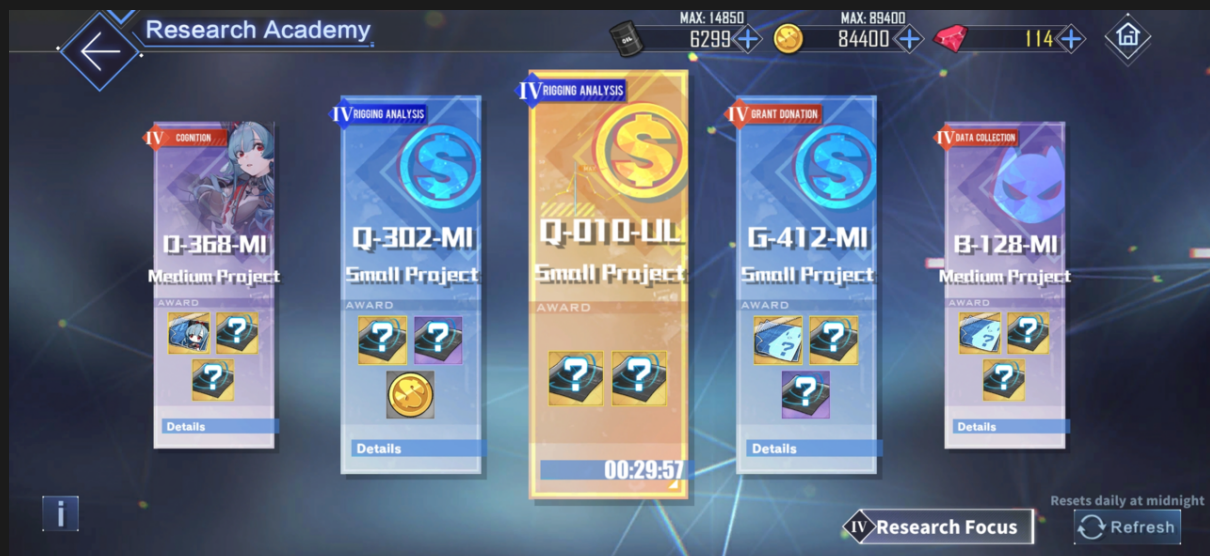 Research Academy
MAX: 14850
6299
MAX: 89400
84400
114
IV COGNITION
D-368-MI
Medium Project
AWARD
Details
IV RIGGING ANALYSIS
Q-302-MI
Small Project
AWARD
Details
IV RIGGING ANALYSIS
Q-010-UL
Small Project
AWARD
00:29:57
IV GRANT DONATION
G-412-MI
Small Project
AWARD
Details
IV DATA COLLECTION
B-128-MI
Medium Project
AWARD
Details
i
Resets daily at midnight
IV Research Focus
Refresh